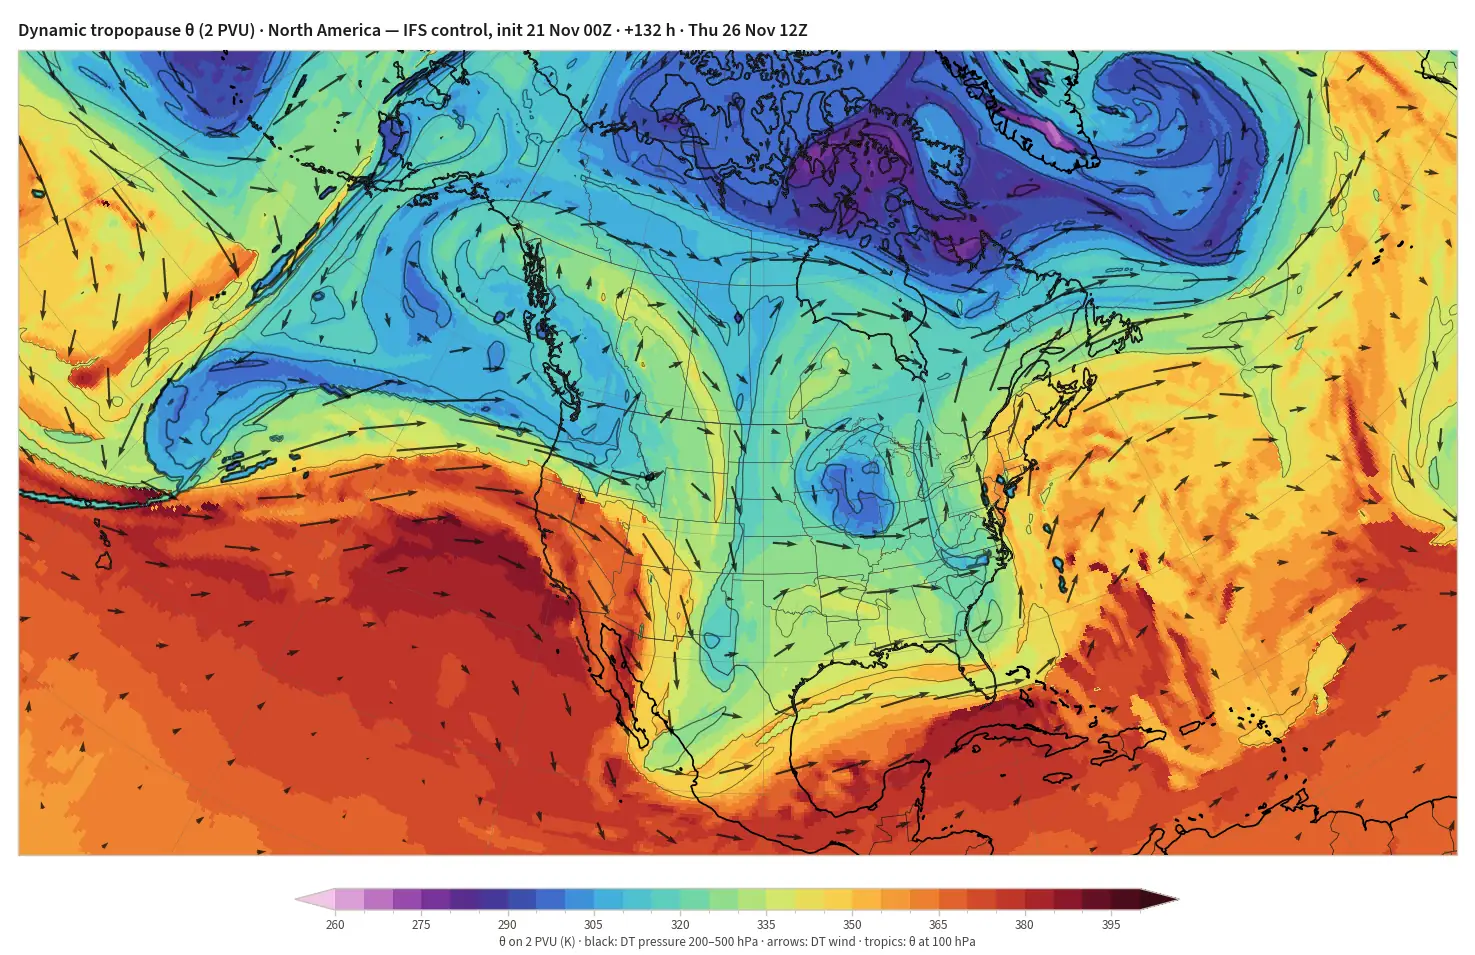 Dynamic tropopause θ (2 PVU) · North America — IFS control, init 21 Nov 00Z · +132 h · Thu 26 Nov 12Z
260 275 290 305 320 335 350 365 380 395
θ on 2 PVU (K) · black: DT pressure 200–500 hPa · arrows: DT wind · tropics: θ at 100 hPa